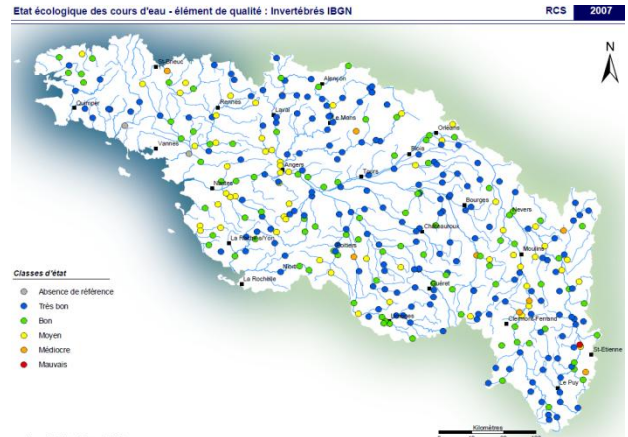 Etat écologique des cours d'eau - élément de qualité : Invertébrés IBGN
RCS
2007
N
St-Brieuc
Alençon
Quimper
Rennes
Laval
Le Mans
Orléans
Vannes
Blois
Angers
Tours
Nantes
Bourges
Nevers
La Roche/Yon
Poitiers
Châteauroux
Moulins
Niort
La Rochelle
Guéret
Limoges
Clermont-Ferrand
St-Etienne
Le Puy
Classes d'état
Absence de référence
Très bon
Bon
Moyen
Médiocre
Mauvais
Kilomètres